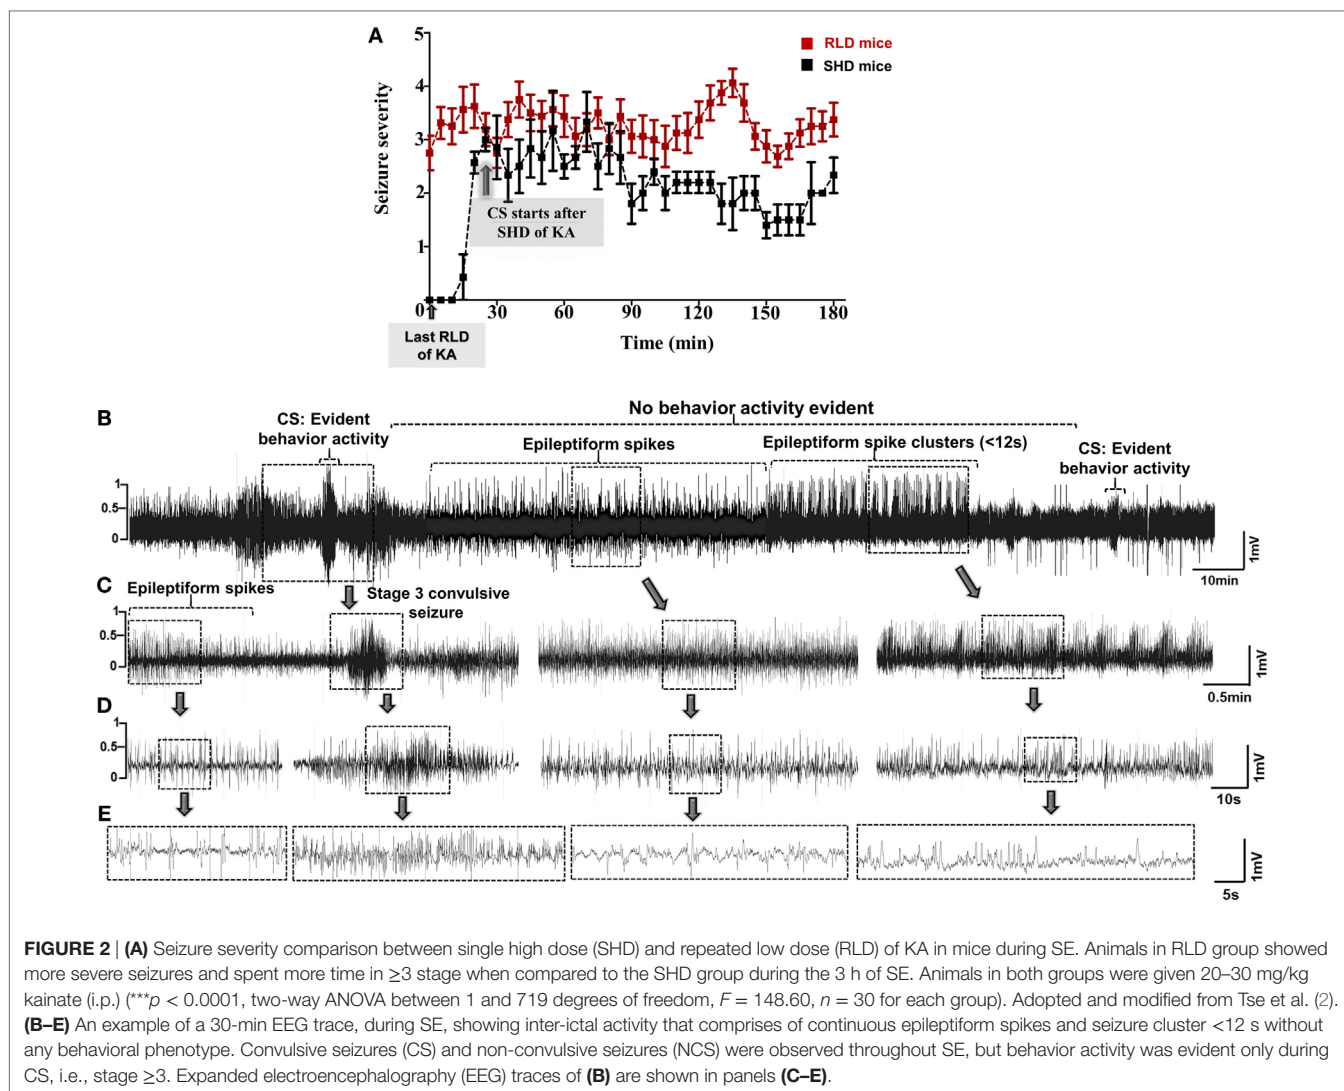 A
5
4
3
2
1
0
Seizure severity
RLD mice
SHD mice
CS starts after
SHD of KA
30
60
90
120
150
180
Last RLD
of KA
Time (min)
B
No behavior activity evident
CS: Evident
behavior activity
Epileptiform spikes
Epileptiform spike clusters (<12s)
CS: Evident
behavior activity
1
0.5
0
1mV
10min
C
Epileptiform spikes
Stage 3 convulsive
seizure
1
0.5
0
1mV
0.5min
D
1
0.5
0
1mV
10s
E
1mV
5s
FIGURE 2 | (A) Seizure severity comparison between single high dose (SHD) and repeated low dose (RLD) of KA in mice during SE. Animals in RLD group showed
more severe seizures and spent more time in ≥3 stage when compared to the SHD group during the 3 h of SE. Animals in both groups were given 20–30 mg/kg
kainate (i.p.) (***p < 0.0001, two-way ANOVA between 1 and 719 degrees of freedom, F = 148.60, n = 30 for each group). Adopted and modified from Tse et al. (2).
(B–E) An example of a 30-min EEG trace, during SE, showing inter-ictal activity that comprises of continuous epileptiform spikes and seizure cluster <12 s without
any behavioral phenotype. Convulsive seizures (CS) and non-convulsive seizures (NCS) were observed throughout SE, but behavior activity was evident only during
CS, i.e., stage ≥3. Expanded electroencephalography (EEG) traces of (B) are shown in panels (C–E).